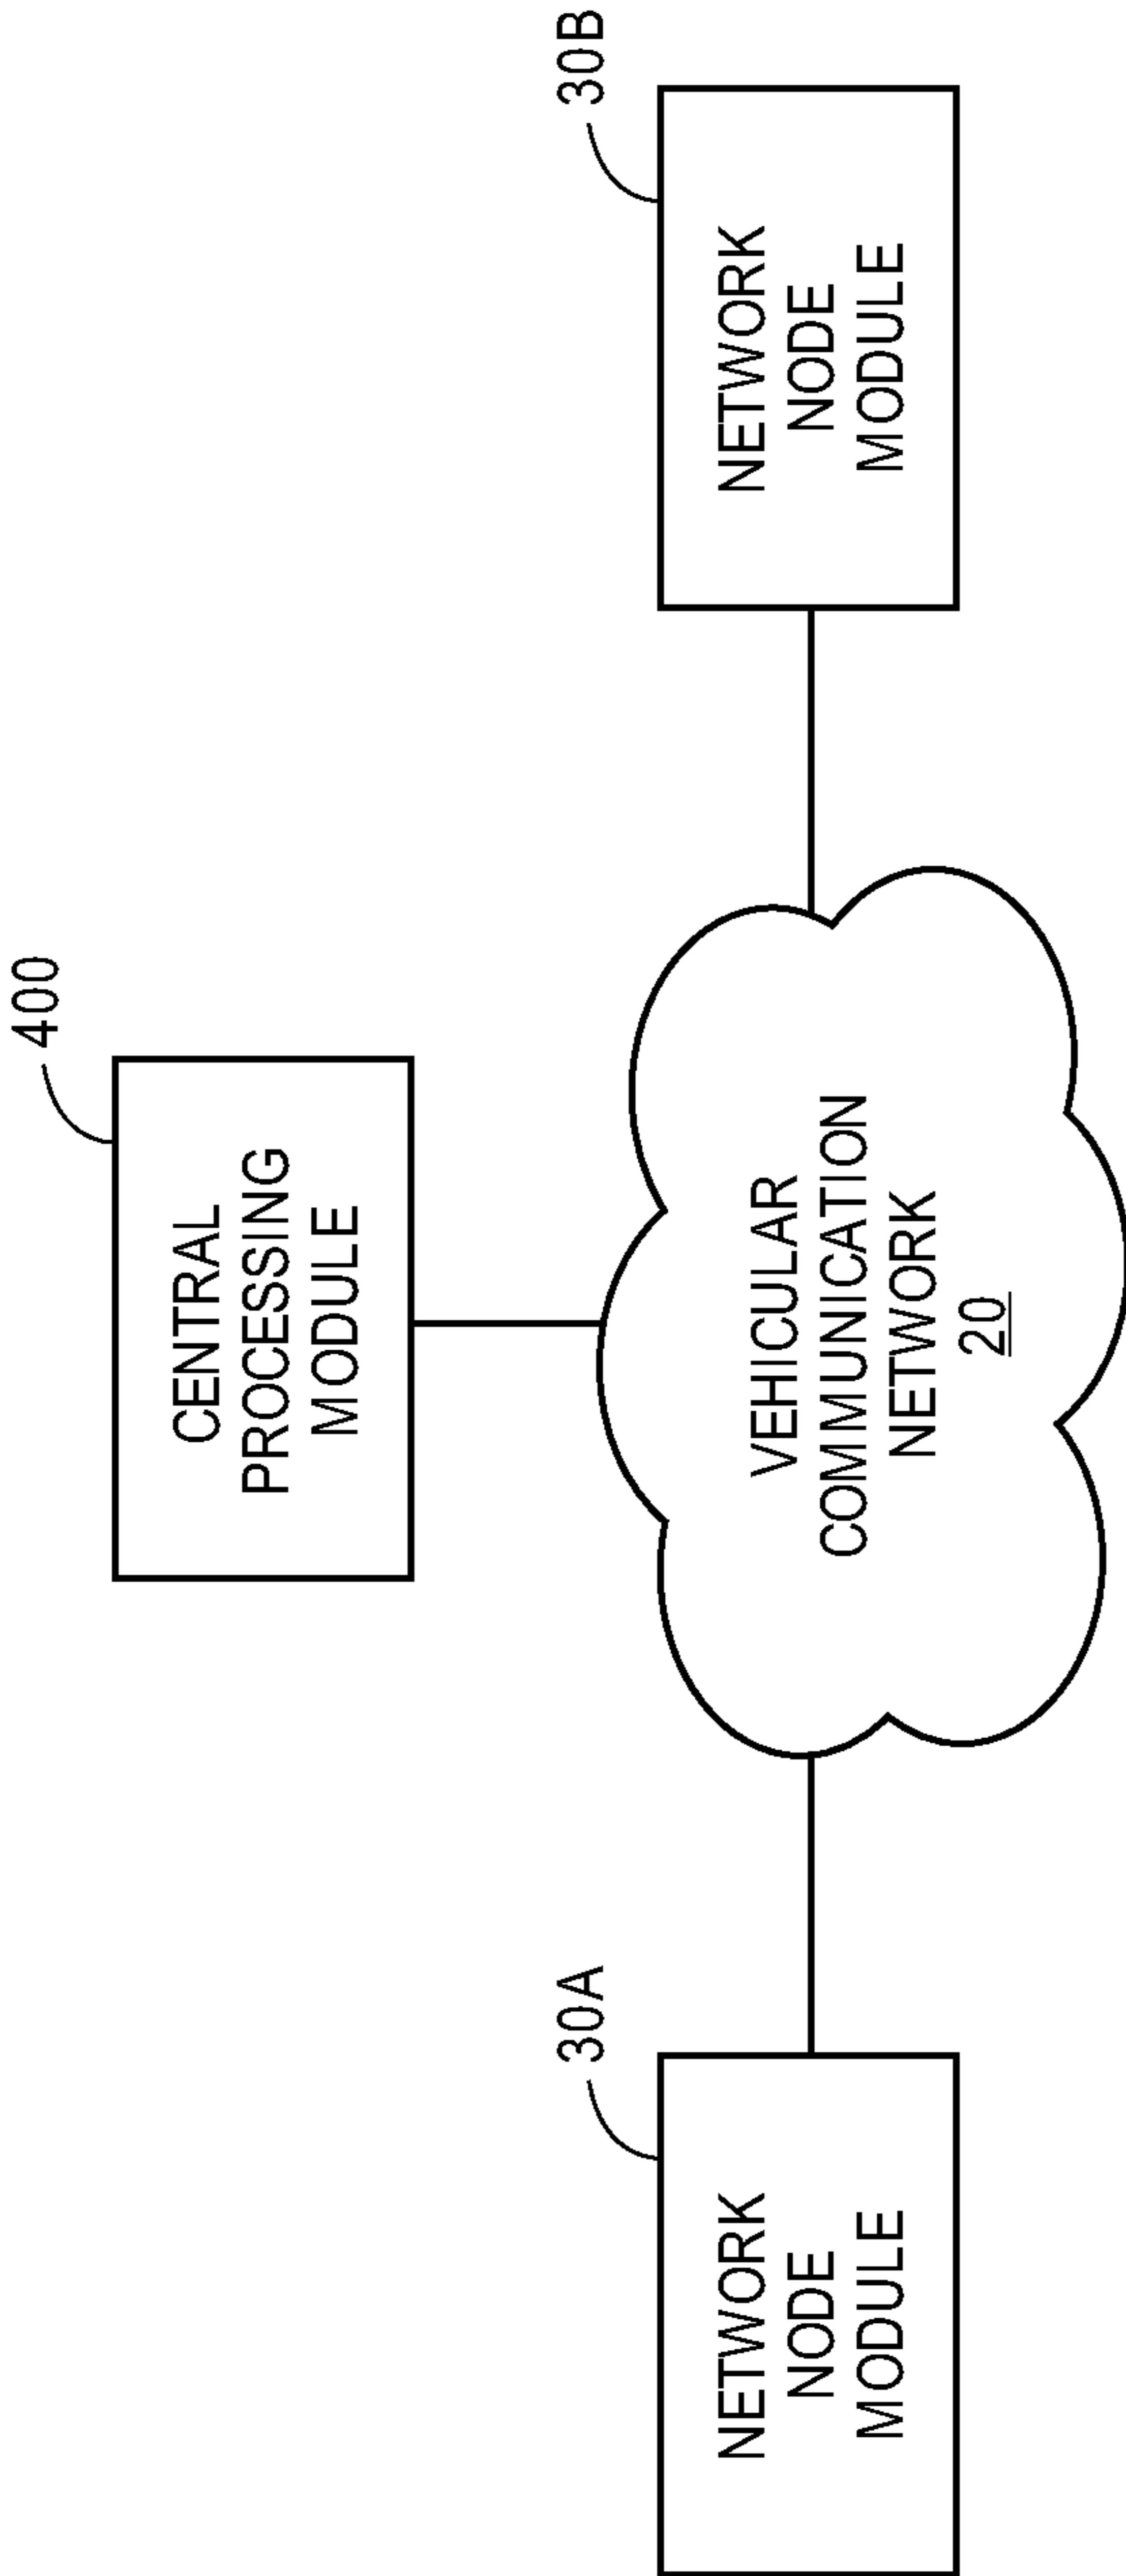 400
CENTRAL
PROCESSING
MODULE
30A
NETWORK
NODE
MODULE
VEHICULAR
COMMUNICATION
NETWORK
20
30B
NETWORK
NODE
MODULE